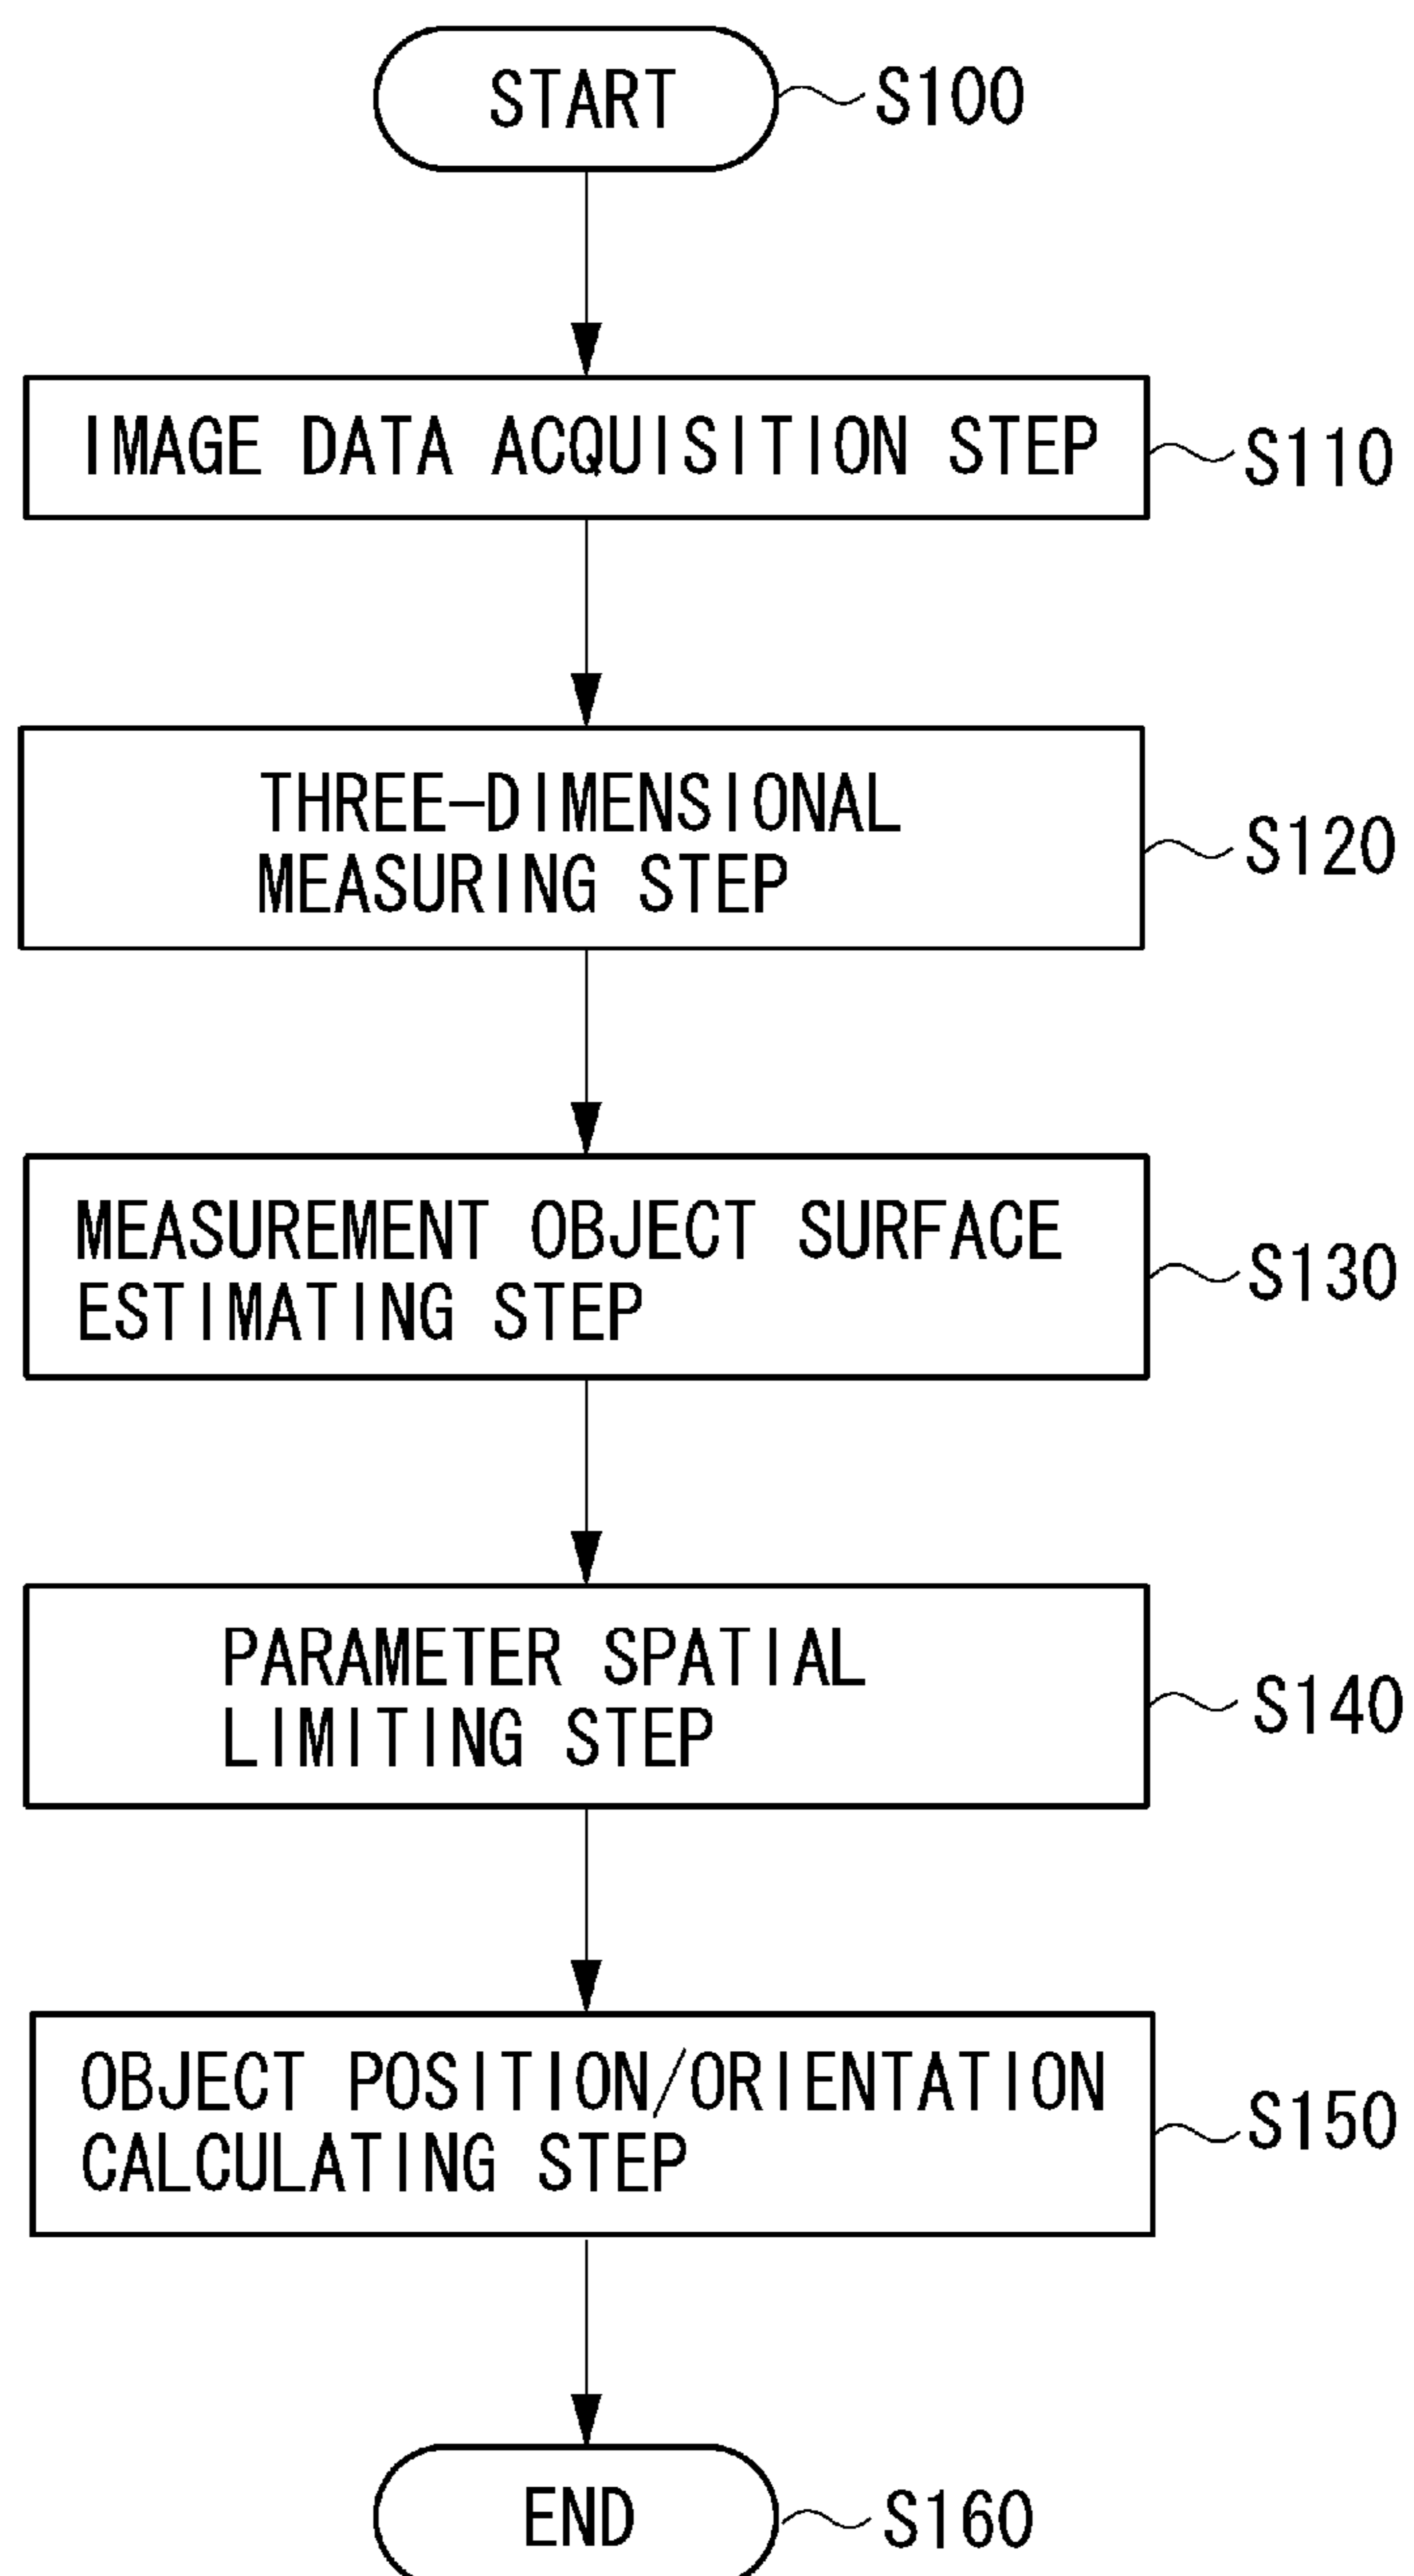 START
S100
IMAGE DATA ACQUISITION STEP
S110
THREE-DIMENSIONAL
MEASURING STEP
S120
MEASUREMENT OBJECT SURFACE
ESTIMATING STEP
S130
PARAMETER SPATIAL
LIMITING STEP
S140
OBJECT POSITION/ORIENTATION
CALCULATING STEP
S150
END
S160